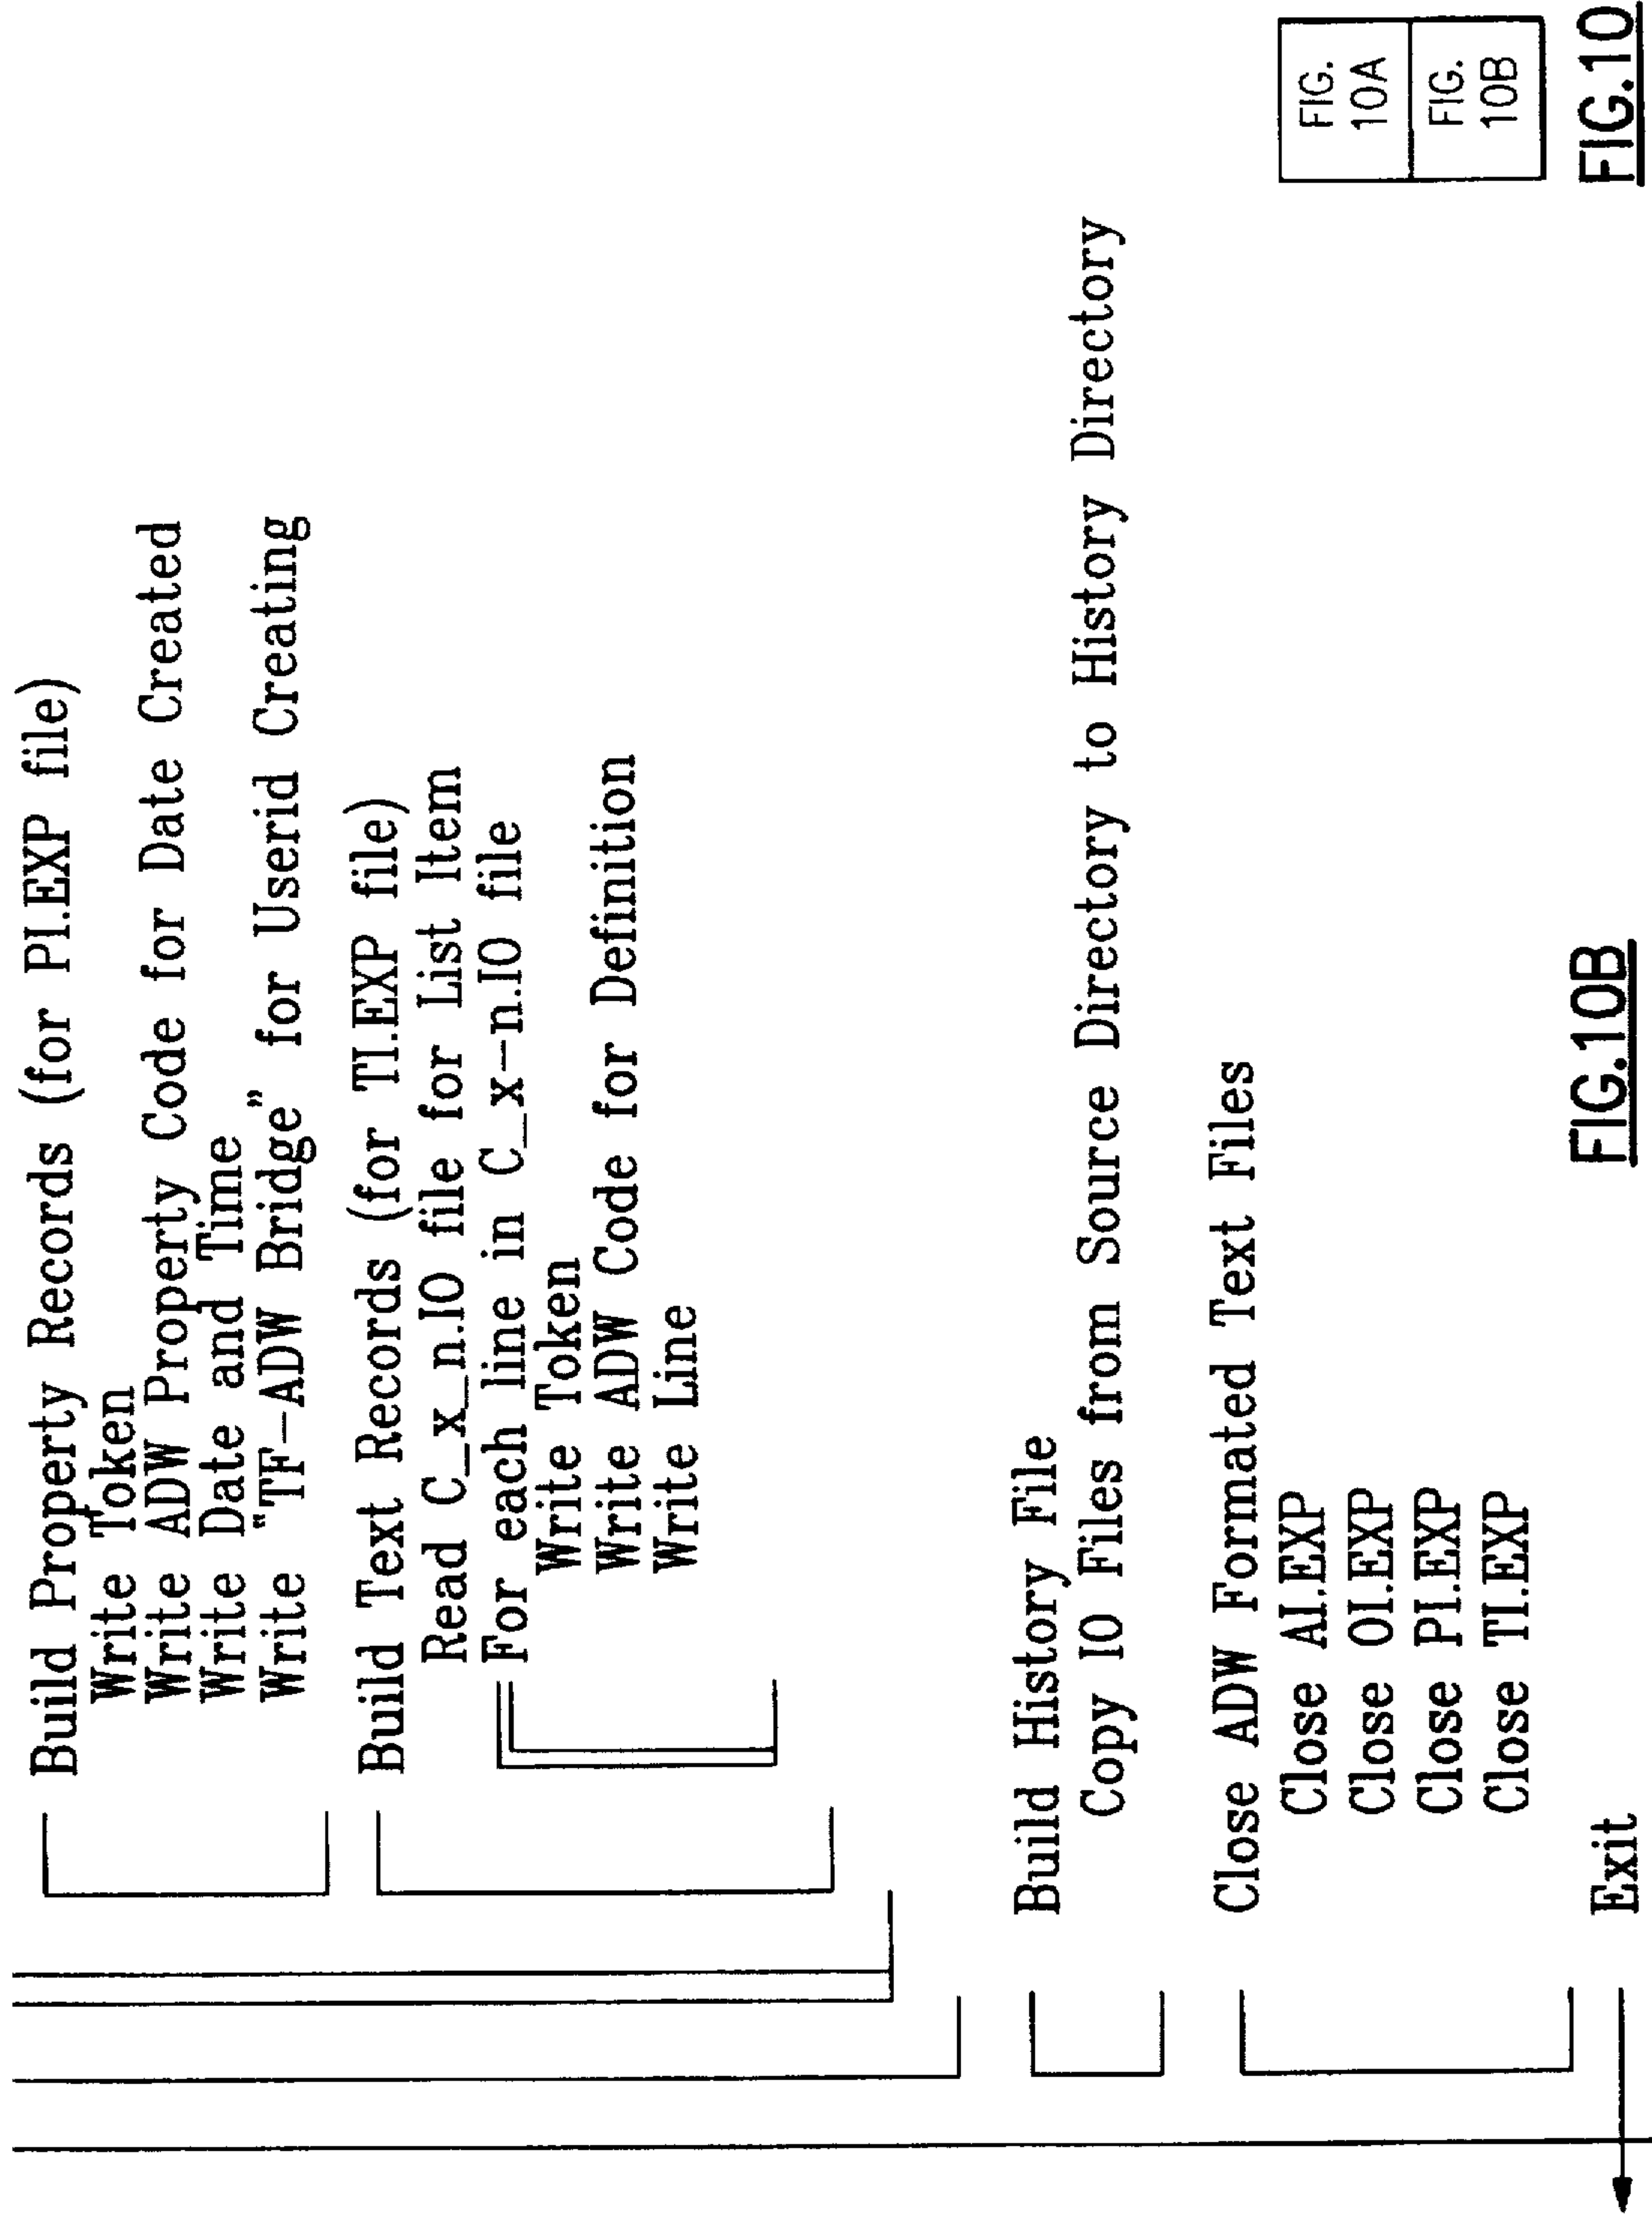 Build Property Records (for PI.EXP file)
Write Token
Write ADW Property Code for Date Created
Write Date and Time
Write "TF-ADW Bridge" for Userid Creating
Build Text Records (for TI.EXP file)
Read C_x_n.IO file for List Item
For each line in C_x-n.IO file
Write Token
Write ADW Code for Definition
Write Line
Build History File
Copy IO Files from Source Directory to History Directory
Close ADW Formated Text Files
Close AI.EXP
Close OI.EXP
Close PI.EXP
Close TI.EXP
Exit
FIG.10B
FIG.
10A
FIG.
10B
FIG.10